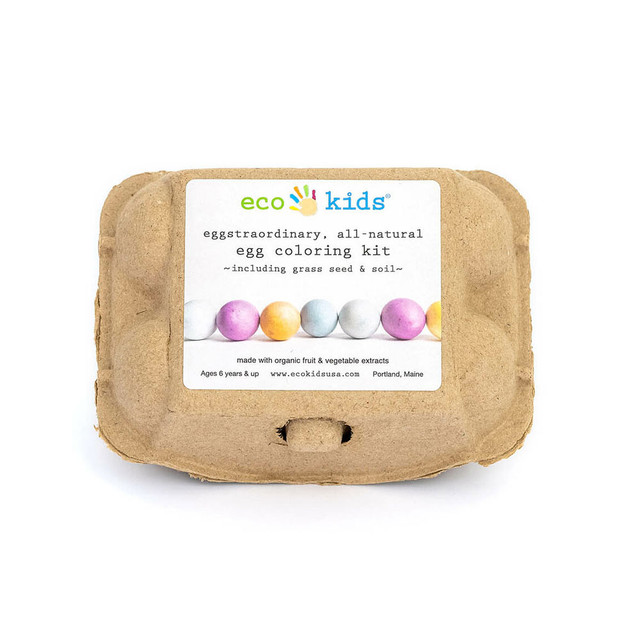 eco kids®
eggstraordinary, all-natural
egg coloring kit
~including grass seed & soil~
made with organic fruit & vegetable extracts
Ages 6 years & up www.ecokidsusa.com Portland, Maine